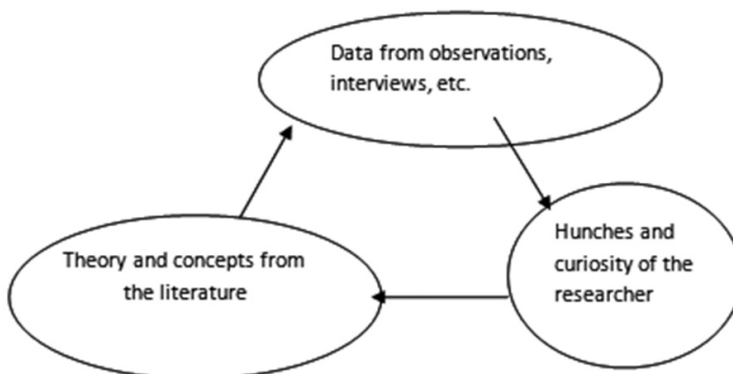 Data from observations,
interviews, etc.
Hunches and
curiosity of the
researcher
Theory and concepts from
the literature